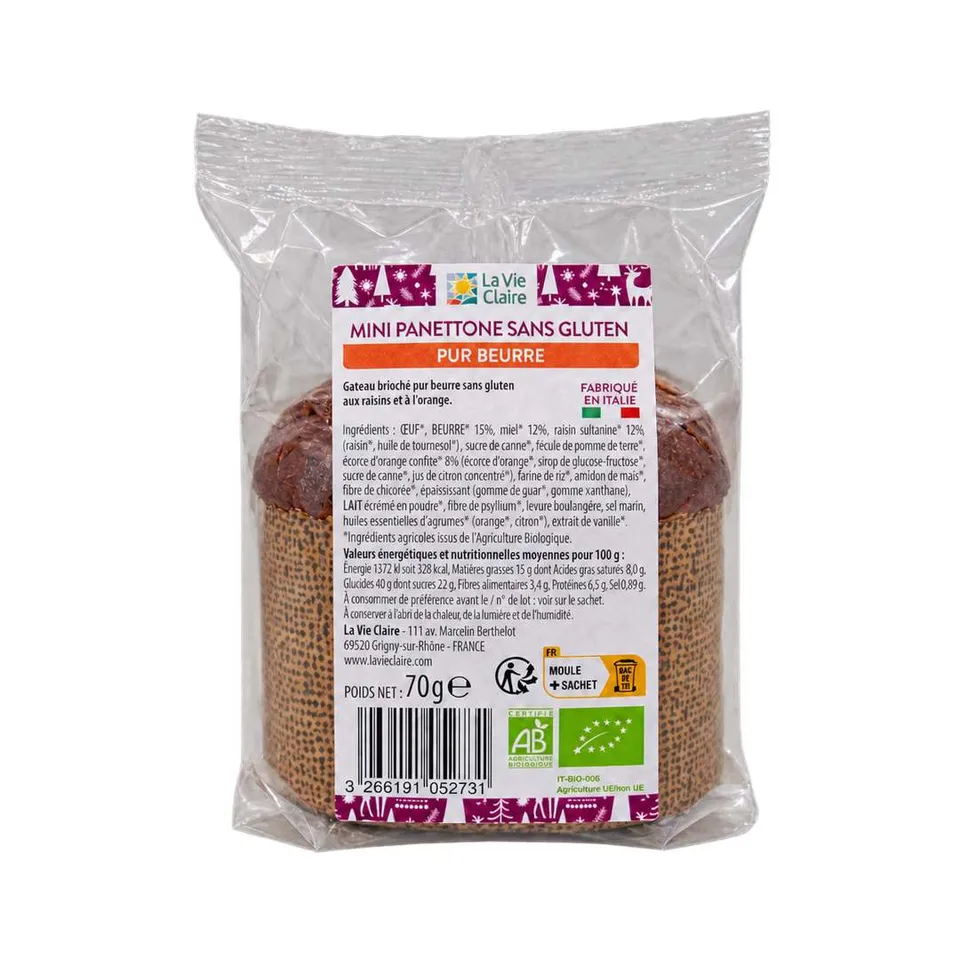 La Vie
Claire
MINI PANETTONE SANS GLUTEN
PUR BEURRE
Gateau brioché pur beurre sans gluten
aux raisins et à l'orange.
FABRIQUÉ
EN ITALIE
Ingrédients : ŒUF*, BEURRE* 15%, miel* 12%, raisin sultanine* 12%
(raisin*, huile de tournesol*), sucre de canne*, fécule de pomme de terre*,
écorce d'orange confite* 8% (écorce d'orange*, sirop de glucose-fructose*,
sucre de canne*, jus de citron concentré*), farine de riz*, amidon de maïs*,
fibre de chicorée*, épaississant (gomme de guar*, gomme xanthane),
LAIT écrémé en poudre*, fibre de psyllium*, levure boulangère, sel marin,
huiles essentielles d'agrumes* (orange*, citron*), extrait de vanille*.
*Ingrédients agricoles issus de l'Agriculture Biologique.
Valeurs énergétiques et nutritionnelles moyennes pour 100 g :
Énergie 1372 kJ soit 328 kcal, Matières grasses 15 g dont Acides gras saturés 8,0 g,
Glucides 40 g dont sucres 22 g, Fibres alimentaires 3,4 g, Protéines 6,5 g, Sel 0,89 g.
À consommer de préférence avant le / n° de lot : voir sur le sachet.
À conserver à l'abri de la chaleur, de la lumière et de l'humidité.
La Vie Claire - 111 av. Marcelin Berthelot
69520 Grigny-sur-Rhône - FRANCE
www.lavieclaire.com
FR
MOULE
+ SACHET
BAC
DE
TRI
POIDS NET : 70g e
CERTIFIÉ
AB
AGRICULTURE
BIOLOGIQUE
IT-BIO-006
Agriculture UE/non UE
3 266191 052731